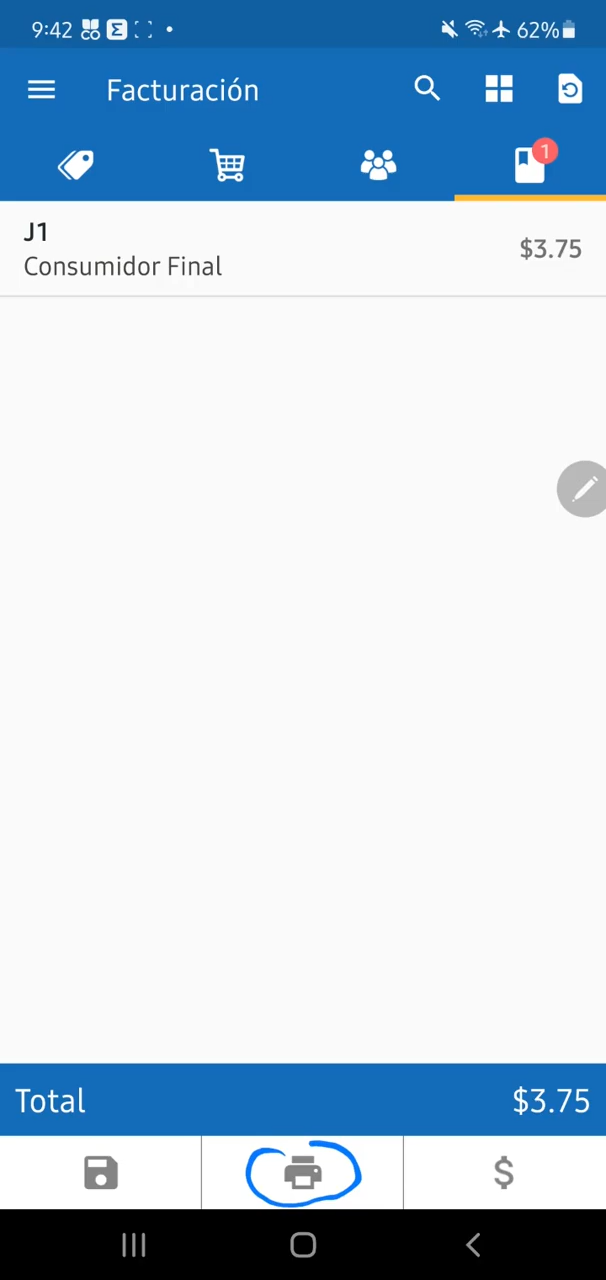 9:42 62%
Facturación
1
J1
Consumidor Final
$3.75
Total $3.75
$